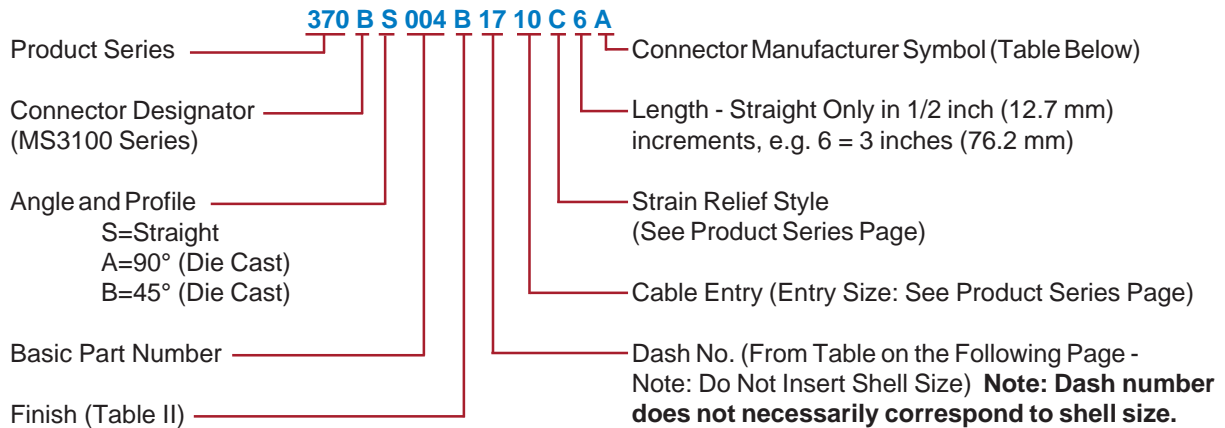 370 B S 004 B 17 10 C 6 A
Product Series
Connector Designator
(MS3100 Series)
Angle and Profile
S=Straight
A=90° (Die Cast)
B=45° (Die Cast)
Basic Part Number
Finish (Table II)
Connector Manufacturer Symbol (Table Below)
Length - Straight Only in 1/2 inch (12.7 mm)
increments, e.g. 6 = 3 inches (76.2 mm)
Strain Relief Style
(See Product Series Page)
Cable Entry (Entry Size: See Product Series Page)
Dash No. (From Table on the Following Page -
Note: Do Not Insert Shell Size) Note: Dash number
does not necessarily correspond to shell size.